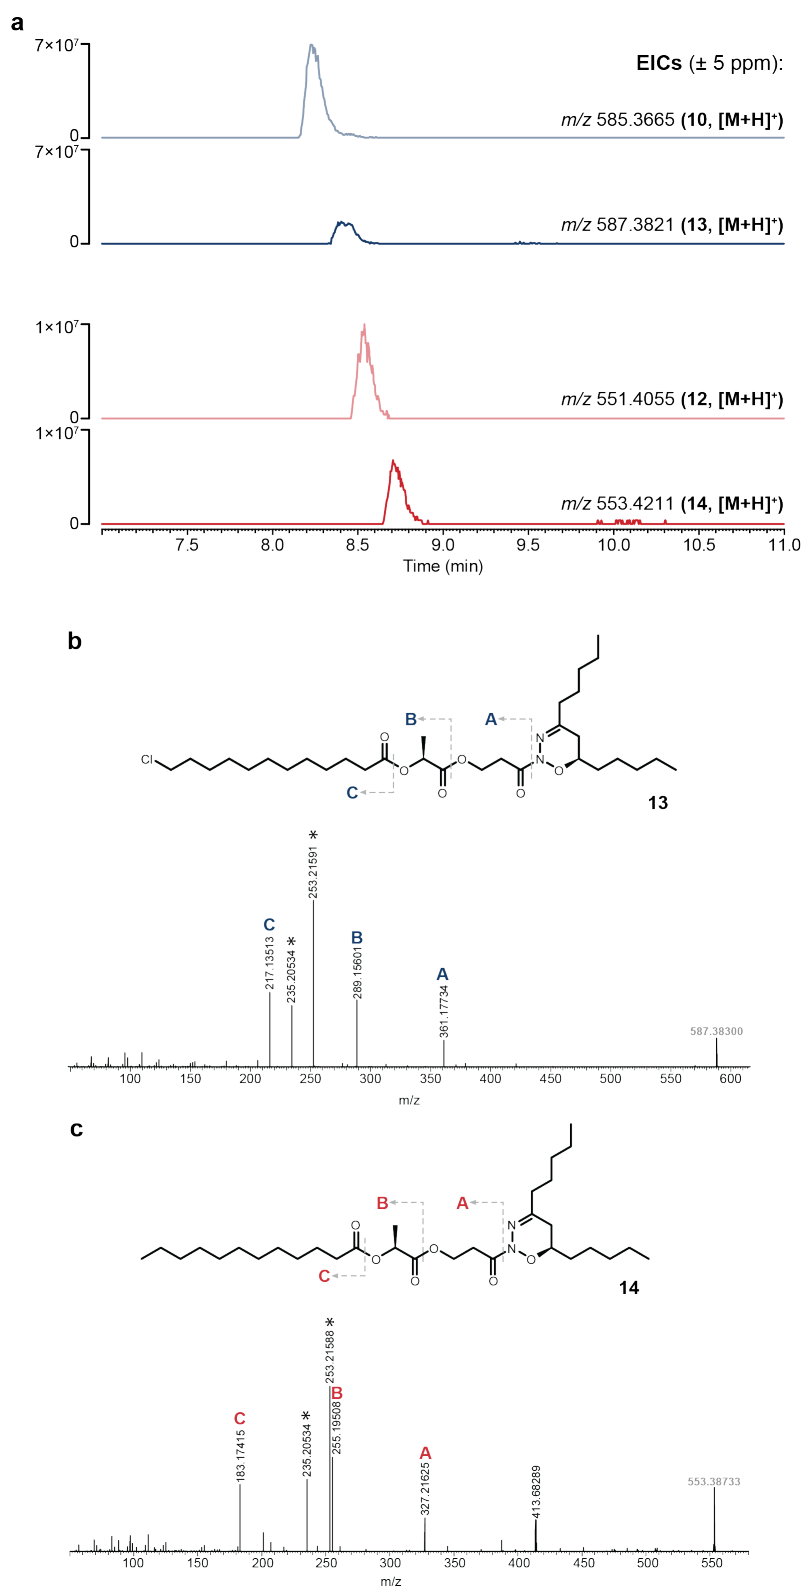 a
EICs (± 5 ppm):
7×10⁷
0
m/z 585.3665 (10, [M+H]⁺)
7×10⁷
0
m/z 587.3821 (13, [M+H]⁺)
1×10⁷
0
m/z 551.4055 (12, [M+H]⁺)
1×10⁷
0
m/z 553.4211 (14, [M+H]⁺)
7.5 8.0 8.5 9.0 9.5 10.0 10.5 11.0
Time (min)
b
B A
N
O
Cl O O N O
C O O
13
*
253.21591
C
217.13513
*
235.20534
B
289.15601
A
361.17734
587.38300
100 150 200 250 300 350 400 450 500 550 600
m/z
c
B A
O N
O O N O
C O O
14
*
253.21588
B
255.19508
C
183.17415
*
235.20534
A
327.21625
413.68289
553.38733
100 150 200 250 300 350 400 450 500 550
m/z